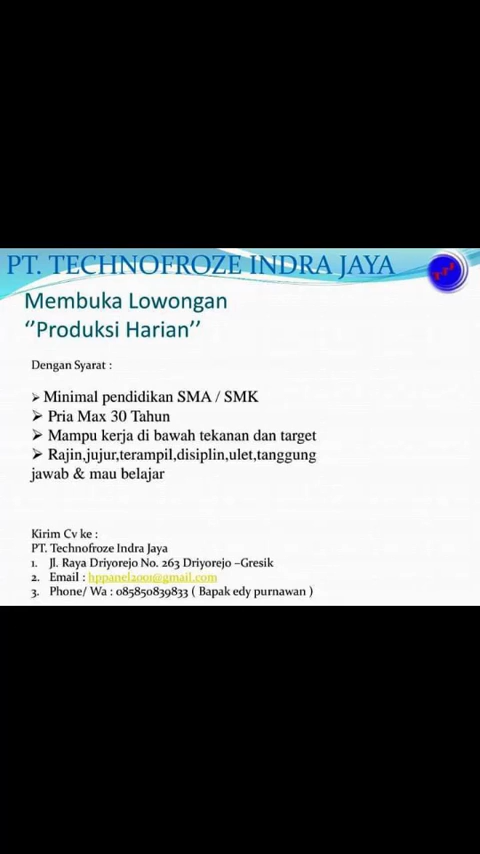 PT. TECHNOFROZE INDRA JAYA
Membuka Lowongan
‘’Produksi Harian’’
Dengan Syarat :
➢ Minimal pendidikan SMA / SMK
➢ Pria Max 30 Tahun
➢ Mampu kerja di bawah tekanan dan target
➢ Rajin,jujur,terampil,disiplin,ulet,tanggung
jawab & mau belajar
Kirim Cv ke :
PT. Technofroze Indra Jaya
1. Jl. Raya Driyorejo No. 263 Driyorejo –Gresik
2. Email : hppanel2001@gmail.com
3. Phone/ Wa : 085850839833 ( Bapak edy purnawan )